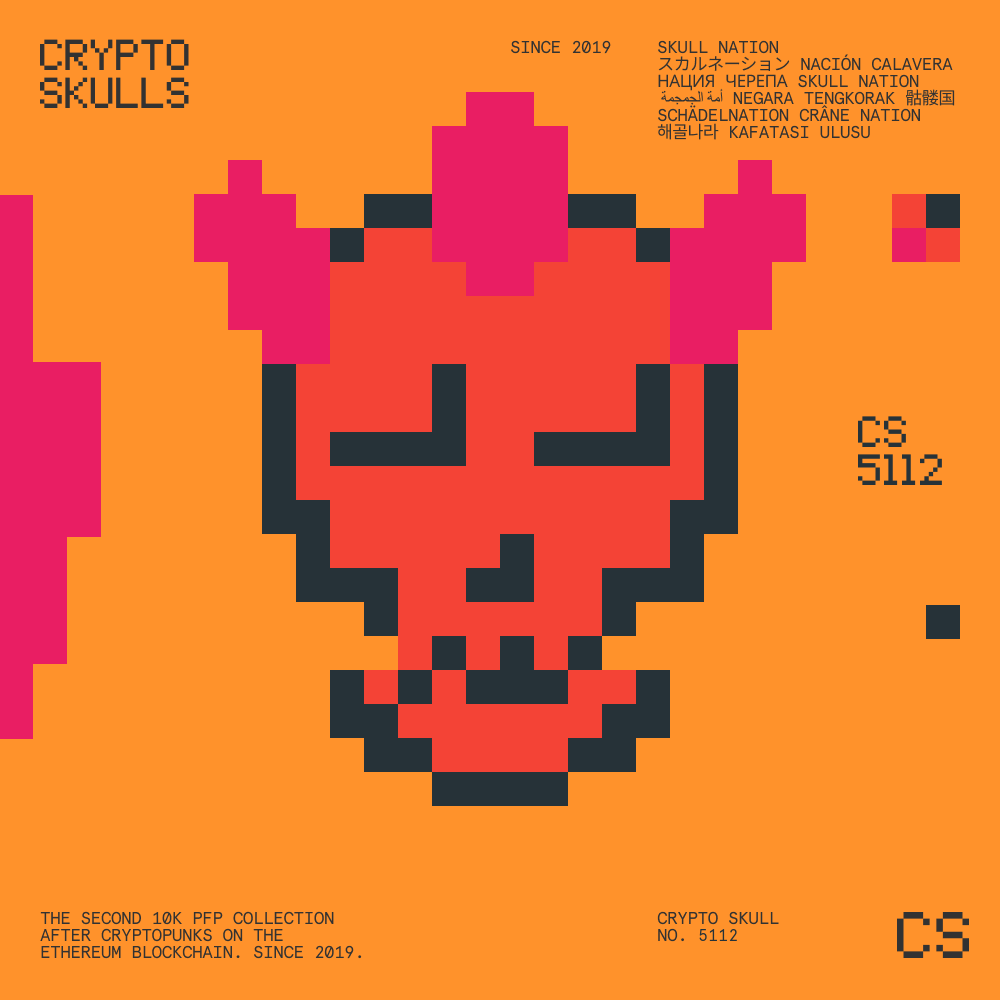 CRYPTO
SKULLS
SINCE 2019
SKULL NATION
スカルネーション NACIÓN CALAVERA
НАЦИЯ ЧЕРЕПА SKULL NATION
أمة الجمجمة NEGARA TENGKORAK 骷髅国
SCHÄDELNATION CRÂNE NATION
해골나라 KAFATASI ULUSU
CS
5112
THE SECOND 10K PFP COLLECTION
AFTER CRYPTOPUNKS ON THE
ETHEREUM BLOCKCHAIN. SINCE 2019.
CRYPTO SKULL
NO. 5112
CS